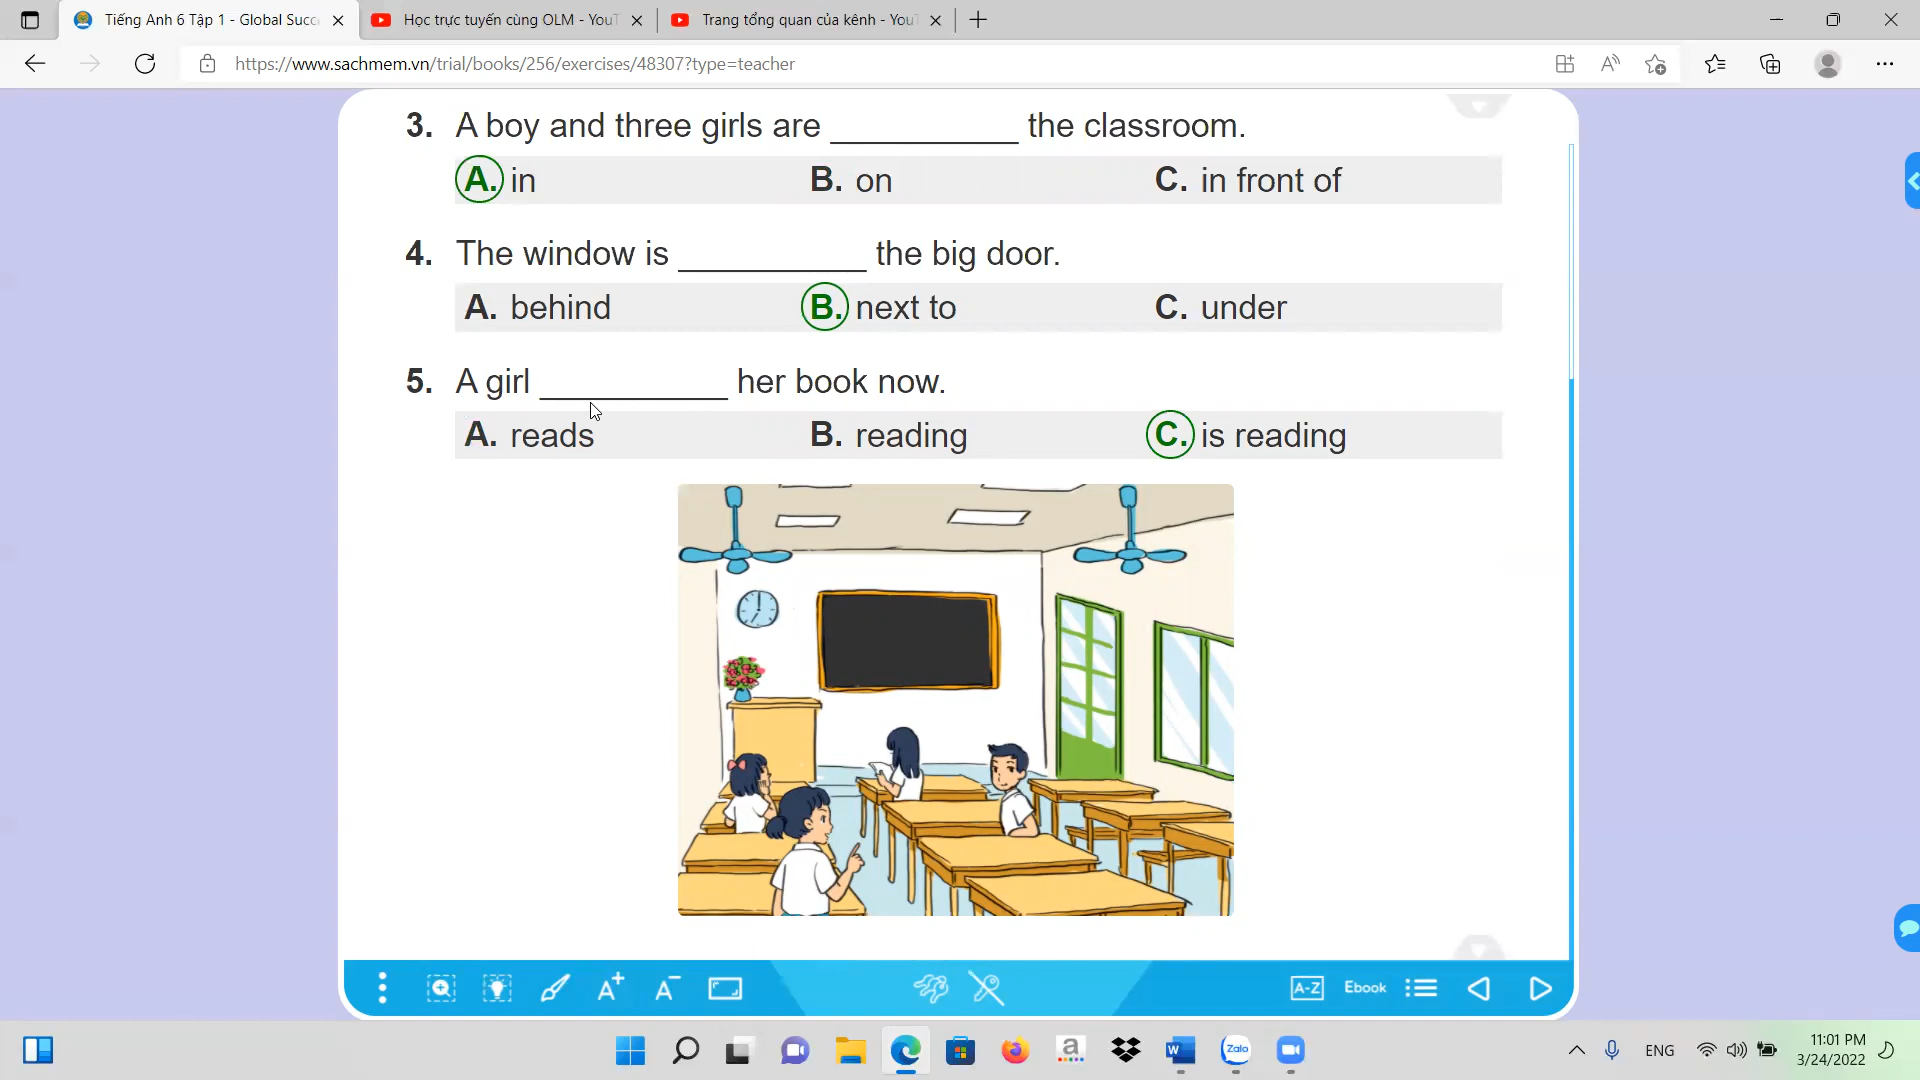 Tiếng Anh 6 Tập 1 - Global Succ
Học trực tuyến cùng OLM - YouT
Trang tổng quan của kênh - YouT
https://www.sachmem.vn/trial/books/256/exercises/48307?type=teacher
3. A boy and three girls are __________ the classroom.
A. in B. on C. in front of
4. The window is __________ the big door.
A. behind B. next to C. under
5. A girl __________ her book now.
A. reads B. reading C. is reading
A+ A- A-Z Ebook
a W Zalo
ENG
11:01 PM
3/24/2022